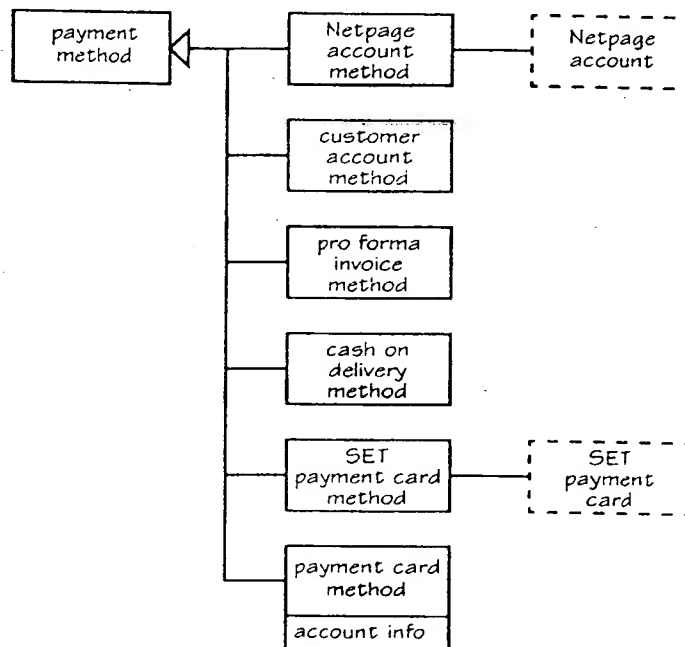 payment
method
Netpage
account
method
Netpage
account
customer
account
method
pro forma
invoice
method
cash on
delivery
method
SET
payment card
method
SET
payment
card
payment card
method
account info